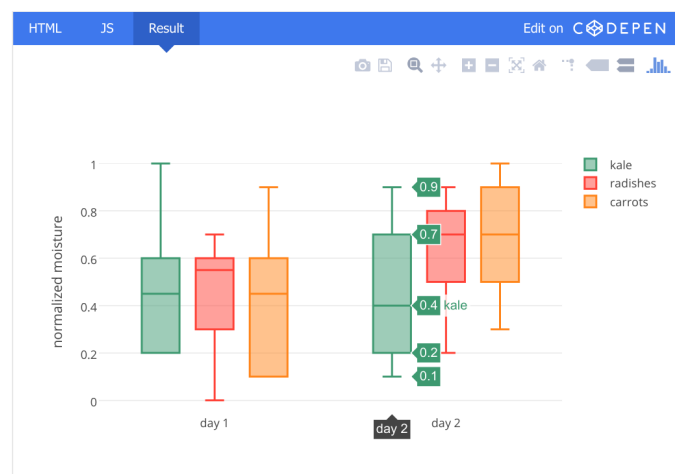 HTML JS Result Edit on CODEPEN
1
0.8
0.6
0.4
0.2
0
normalized moisture
0.9
0.7
0.4 kale
0.2
0.1
kale
radishes
carrots
day 1 day 2 day 2